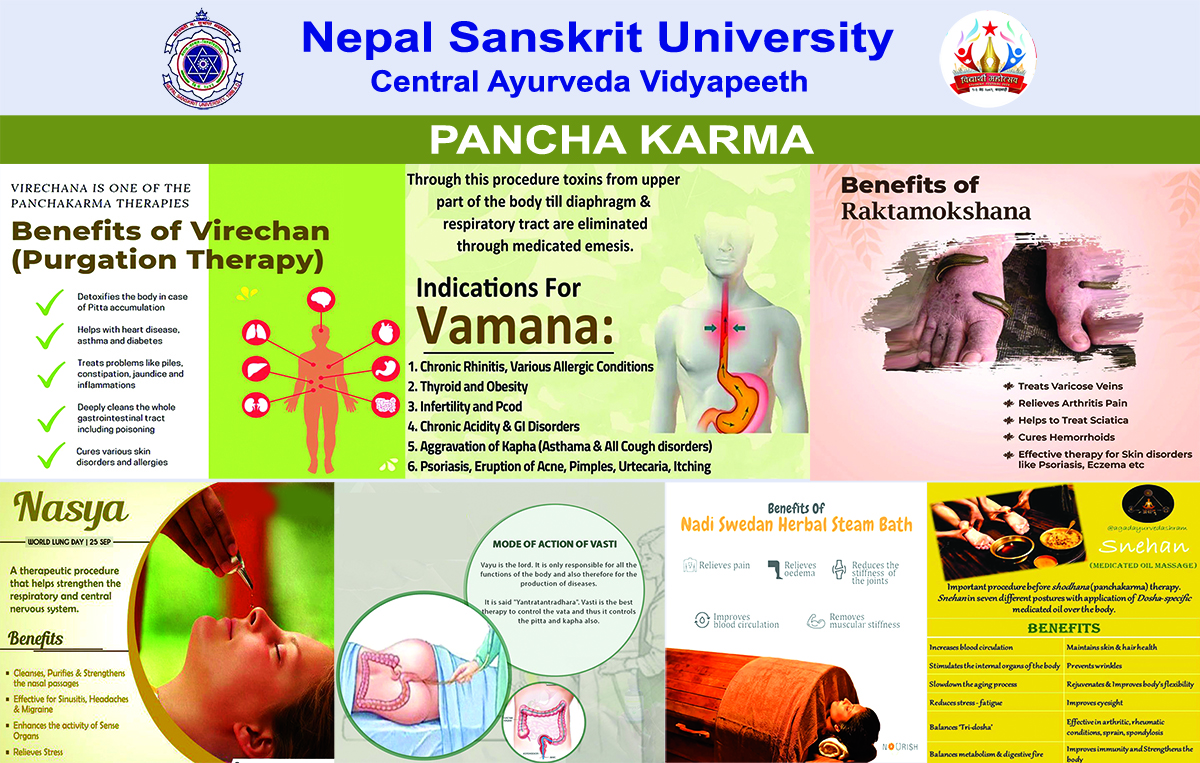 Nepal Sanskrit University
Central Ayurveda Vidyapeeth
विद्यार्थी महोत्सव
PANCHA KARMA
VIRECHANA IS ONE OF THE
PANCHAKARMA THERAPIES
Benefits of Virechan
(Purgation Therapy)
Detoxifies the body in case
of Pitta accumulation
Helps with heart disease,
asthma and diabetes
Treats problems like piles,
constipation, jaundice and
inflammations
Deeply cleans the whole
gastrointestinal tract
including poisoning
Cures various skin
disorders and allergies
Through this procedure toxins from upper
part of the body till diaphragm &
respiratory tract are eliminated
through medicated emesis.
Indications For
Vamana:
1. Chronic Rhinitis, Various Allergic Conditions
2. Thyroid and Obesity
3. Infertility and Pcod
4. Chronic Acidity & GI Disorders
5. Aggravation of Kapha (Asthama & All Cough disorders)
6. Psoriasis, Eruption of Acne, Pimples, Urtecaria, Itching
Benefits of
Raktamokshana
Treats Varicose Veins
Relieves Arthritis Pain
Helps to Treat Sciatica
Cures Hemorrhoids
Effective therapy for Skin disorders
like Psoriasis, Eczema etc
Nasya
WORLD LUNG DAY | 25 SEP
A therapeutic procedure
that helps strengthen the
respiratory and central
nervous system.
Benefits
Cleanses, Purifies & Strengthens
the nasal passages
Effective for Sinusitis, Headaches
& Migraine
Enhances the activity of Sense
Organs
Relieves Stress
MODE OF ACTION OF VASTI
Vayu is the lord. It is only responsible for all the
functions of the body and also therefore for the
production of diseases.
It is said "Yantratantradhara". Vasti is the best
therapy to control the vata and thus it controls
the pitta and kapha also.
Benefits Of
Nadi Swedan Herbal Steam Bath
Relieves pain
Relieves
oedema
Reduces the
stiffness of
the joints
Improves
blood circulation
Removes
muscular stiffness
NOURISH
@agadayurvedashram
Snehan
(MEDICATED OIL MASSAGE)
Important procedure before shodhana (panchakarma) therapy.
Snehan in seven different postures with application of Dosha-specific
medicated oil over the body.
BENEFITS
Increases blood circulation
Maintains skin & hair health
Stimulates the internal organs of the body
Prevents wrinkles
Slowdown the aging process
Rejuvenates & Improves body's flexibility
Reduces stress - fatigue
Improves eyesight
Balances 'Tri-dosha'
Effective in arthritic, rheumatic
conditions, sprain, spondylosis
Balances metabolism & digestive fire
Improves immunity and Strengthens the
body